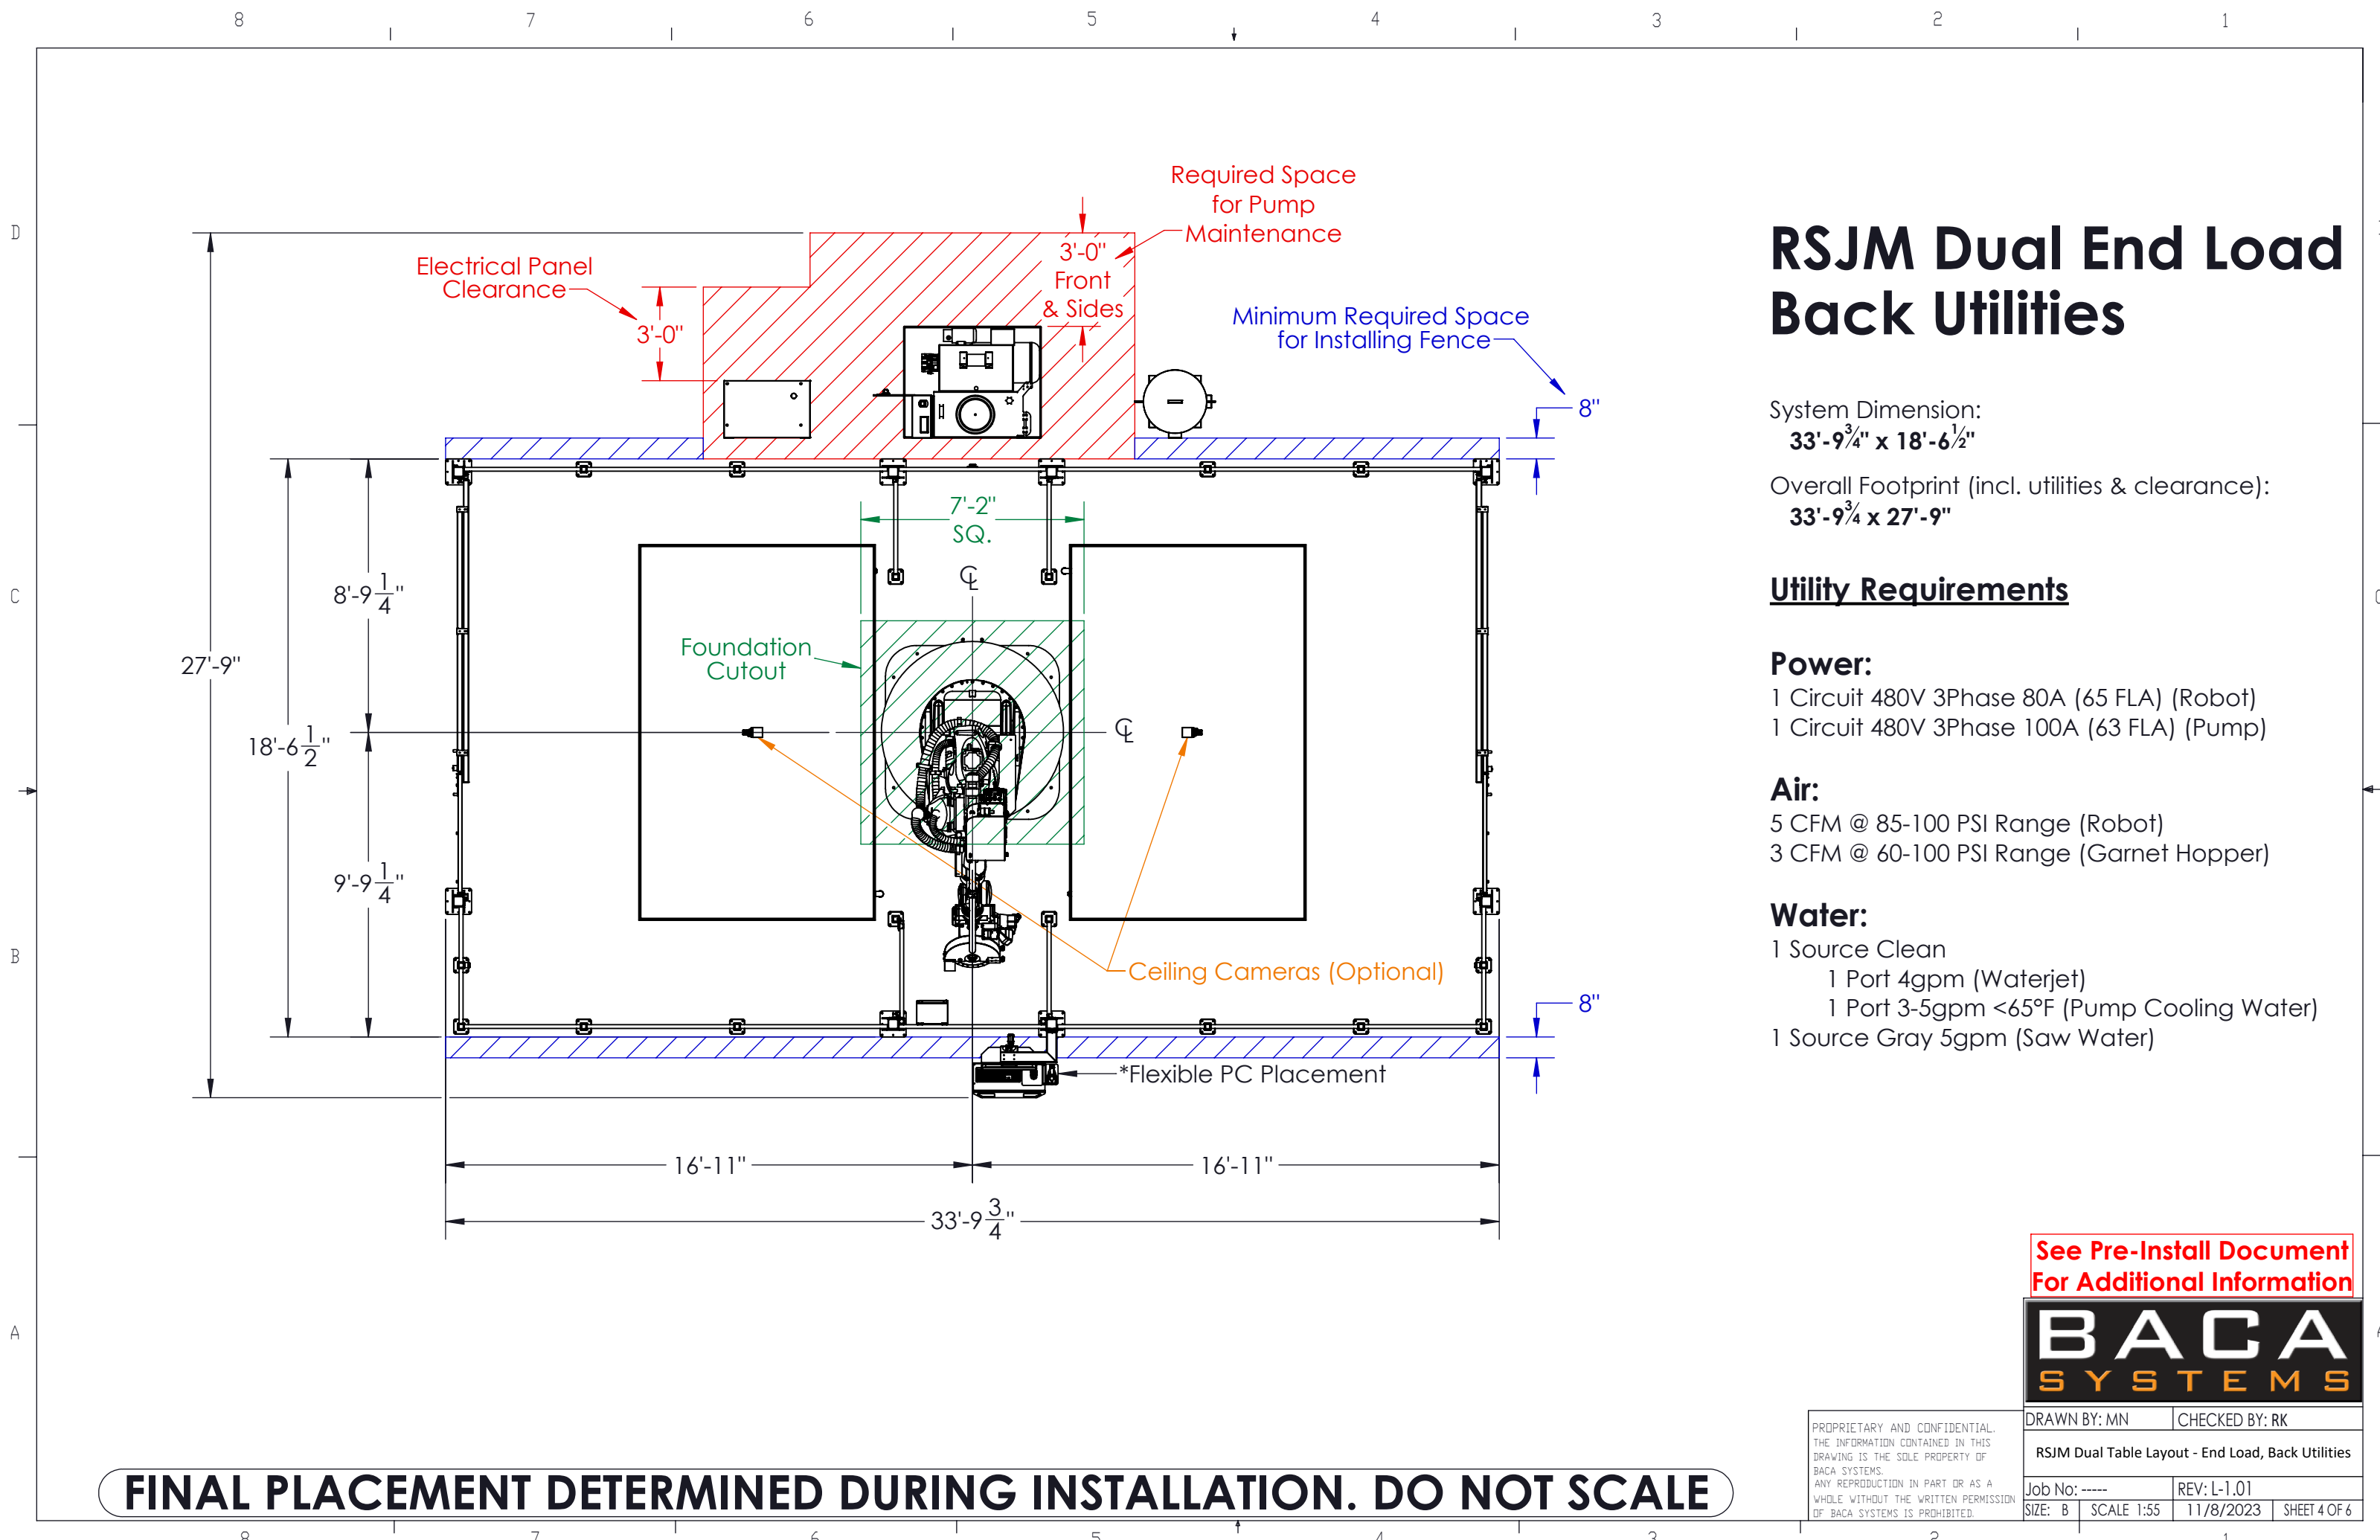 8 7 6 5 4 3 2 1
D
C
B
A
Required Space
for Pump
Maintenance
3'-0"
Front
& Sides
Electrical Panel
Clearance
3'-0"
Minimum Required Space
for Installing Fence
8"
7'-2"
SQ.
℄
℄
Foundation
Cutout
27'-9"
18'-6 1/2"
8'-9 1/4"
9'-9 1/4"
Ceiling Cameras (Optional)
8"
*Flexible PC Placement
16'-11"
16'-11"
33'-9 3/4"
RSJM Dual End Load
Back Utilities
System Dimension:
33'-9¾" x 18'-6½"
Overall Footprint (incl. utilities & clearance):
33'-9¾ x 27'-9"
Utility Requirements
Power:
1 Circuit 480V 3Phase 80A (65 FLA) (Robot)
1 Circuit 480V 3Phase 100A (63 FLA) (Pump)
Air:
5 CFM @ 85-100 PSI Range (Robot)
3 CFM @ 60-100 PSI Range (Garnet Hopper)
Water:
1 Source Clean
1 Port 4gpm (Waterjet)
1 Port 3-5gpm <65°F (Pump Cooling Water)
1 Source Gray 5gpm (Saw Water)
See Pre-Install Document
For Additional Information
BACA
SYSTEMS
DRAWN BY: MN
CHECKED BY: RK
RSJM Dual Table Layout - End Load, Back Utilities
Job No: -----
REV: L-1.01
SIZE: B
SCALE 1:55
11/8/2023
SHEET 4 OF 6
PROPRIETARY AND CONFIDENTIAL.
THE INFORMATION CONTAINED IN THIS
DRAWING IS THE SOLE PROPERTY OF
BACA SYSTEMS.
ANY REPRODUCTION IN PART OR AS A
WHOLE WITHOUT THE WRITTEN PERMISSION
OF BACA SYSTEMS IS PROHIBITED.
FINAL PLACEMENT DETERMINED DURING INSTALLATION. DO NOT SCALE
8 7 6 5 4 3 2 1